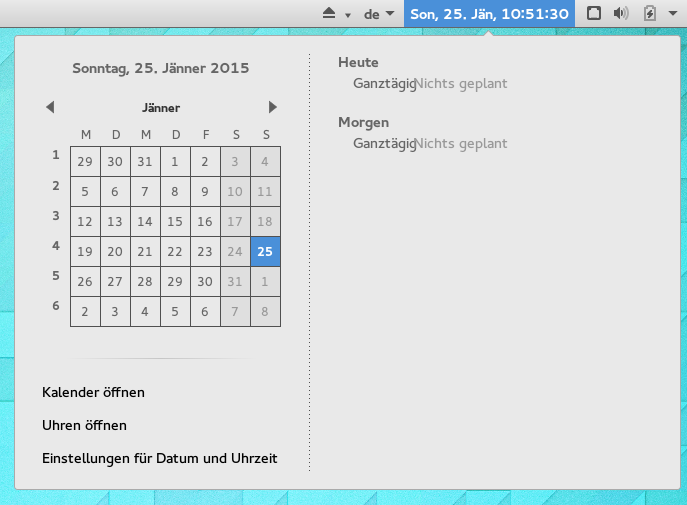 de Son, 25. Jän, 10:51:30
Sonntag, 25. Jänner 2015
Jänner
M D M D F S S
1 29 30 31 1 2 3 4
2 5 6 7 8 9 10 11
3 12 13 14 15 16 17 18
4 19 20 21 22 23 24 25
5 26 27 28 29 30 31 1
6 2 3 4 5 6 7 8
Kalender öffnen
Uhren öffnen
Einstellungen für Datum und Uhrzeit
Heute
Ganztägig Nichts geplant
Morgen
Ganztägig Nichts geplant